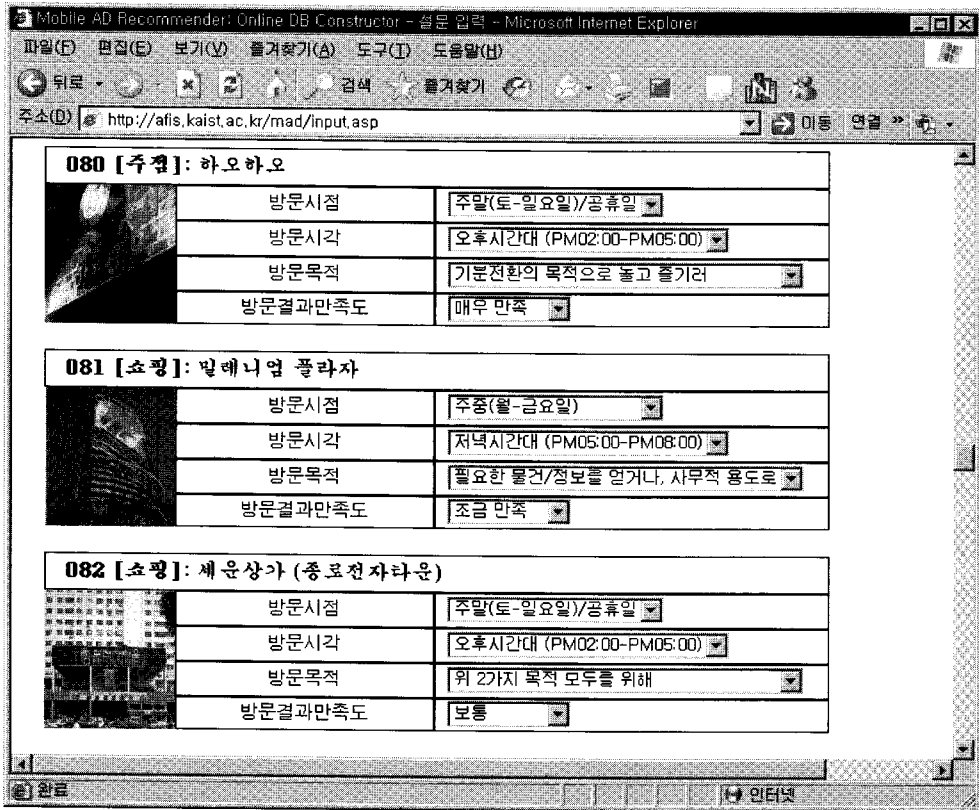 Mobile AD Recommender: Online DB Constructor - 설문 입력 - Microsoft Internet Explorer
파일(F) 편집(E) 보기(V) 즐겨찾기(A) 도구(T) 도움말(H)
뒤로 검색 즐겨찾기
주소(D) http://afis.kaist.ac.kr/mad/input.asp 이동 연결 »
080 [주점]: 하오하오
방문시점 주말(토-일요일)/공휴일
방문시각 오후시간대 (PM02:00-PM05:00)
방문목적 기분전환의 목적으로 놀고 즐기러
방문결과만족도 매우 만족
081 [쇼핑]: 밀레니엄 플라자
방문시점 주중(월-금요일)
방문시각 저녁시간대 (PM05:00-PM08:00)
방문목적 필요한 물건/정보를 얻거나, 사무적 용도로
방문결과만족도 조금 만족
082 [쇼핑]: 세운상가 (종로전자타운)
방문시점 주말(토-일요일)/공휴일
방문시각 오후시간대 (PM02:00-PM05:00)
방문목적 위 2가지 목적 모두를 위해
방문결과만족도 보통
완료 인터넷